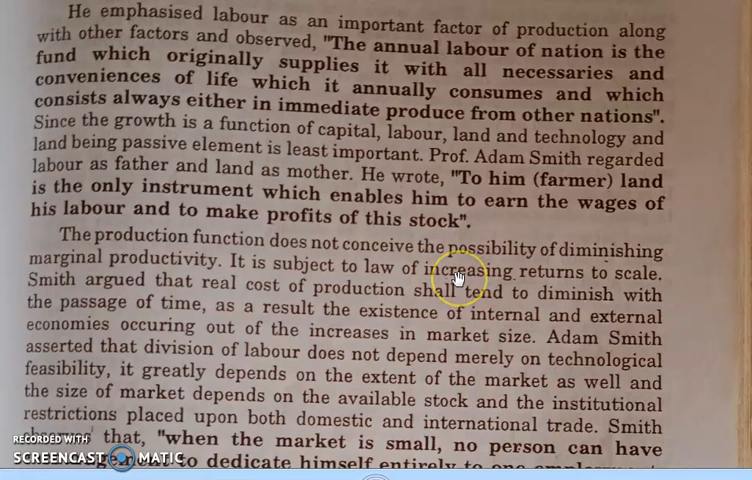 He emphasised labour as an important factor of production along
with other factors and observed, "The annual labour of nation is the
fund which originally supplies it with all necessaries and
conveniences of life which it annually consumes and which
consists always either in immediate produce from other nations".
Since the growth is a function of capital, labour, land and technology and
land being passive element is least important. Prof. Adam Smith regarded
labour as father and land as mother. He wrote, "To him (farmer) land
is the only instrument which enables him to earn the wages of
his labour and to make profits of this stock".
The production function does not conceive the possibility of diminishing
marginal productivity. It is subject to law of increasing returns to scale.
Smith argued that real cost of production shall tend to diminish with
the passage of time, as a result the existence of internal and external
economies occuring out of the increases in market size. Adam Smith
asserted that division of labour does not depend merely on technological
feasibility, it greatly depends on the extent of the market as well and
the size of market depends on the available stock and the institutional
restrictions placed upon both domestic and international trade. Smith
that, "when the market is small, no person can have
to dedicate himself entirely to one
RECORDED WITH
SCREENCAST MATIC